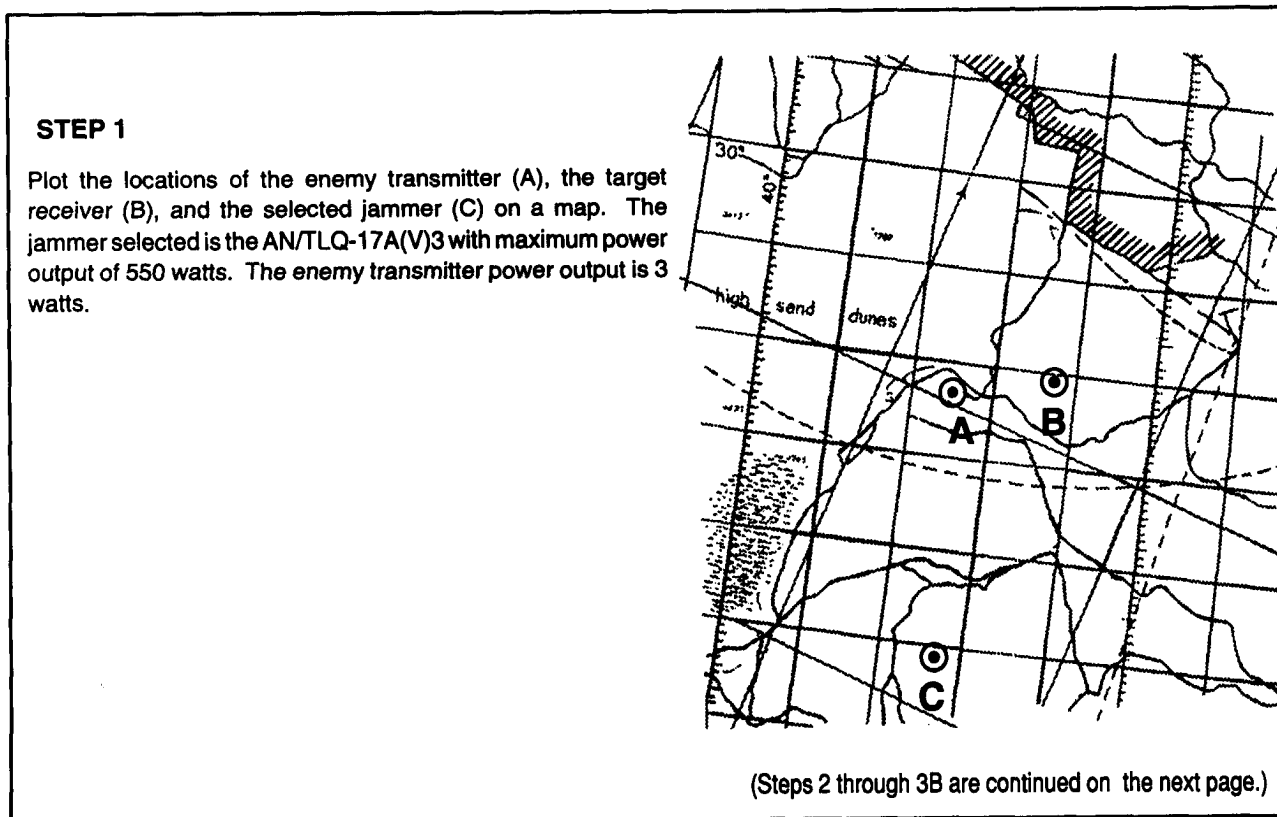 STEP 1
Plot the locations of the enemy transmitter (A), the target
receiver (B), and the selected jammer (C) on a map. The
jammer selected is the AN/TLQ-17A(V)3 with maximum power
output of 550 watts. The enemy transmitter power output is 3
watts.
30°
40°
high sand dunes
A
B
C
(Steps 2 through 3B are continued on the next page.)